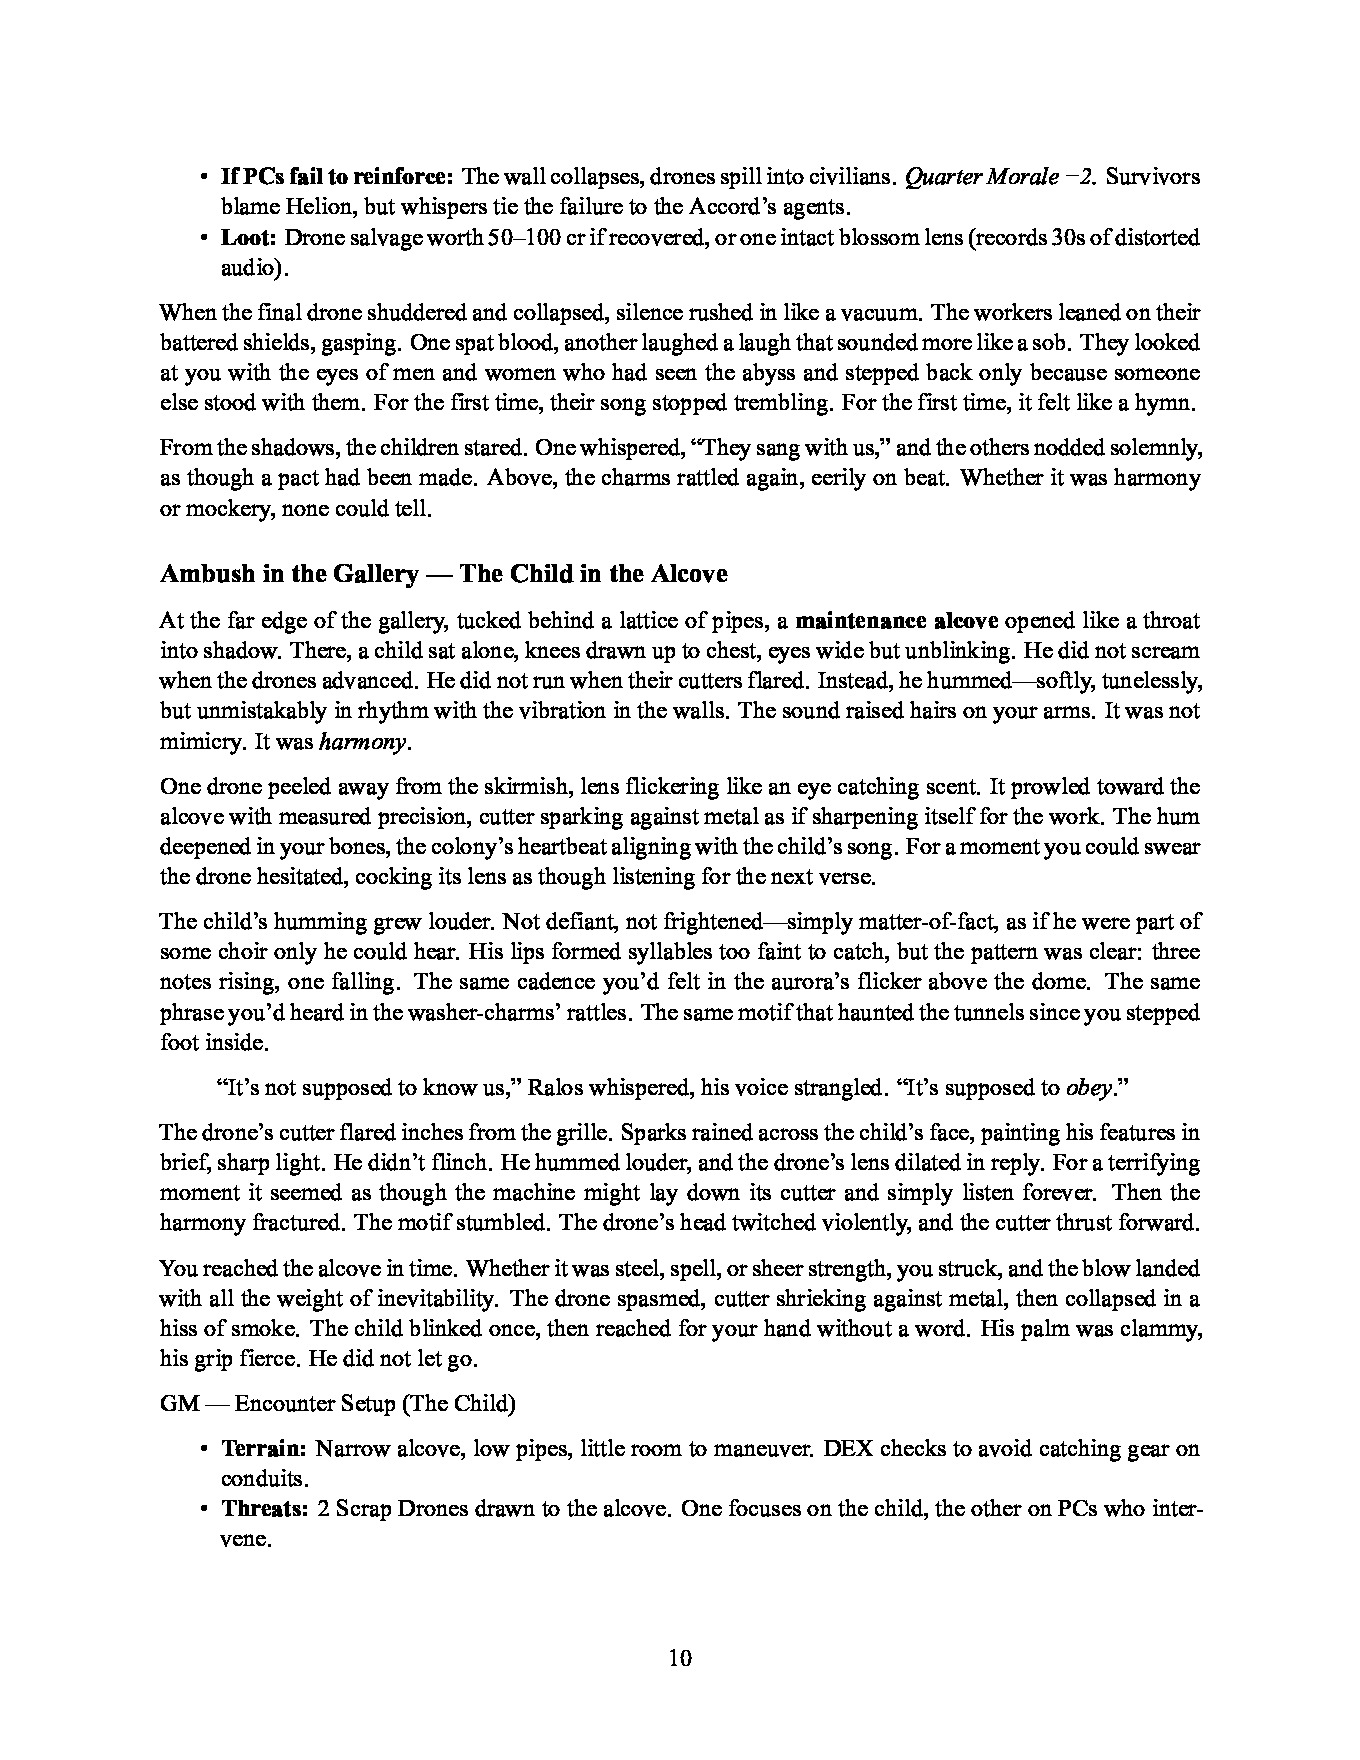 • If PCs fail to reinforce: The wall collapses, drones spill into civilians. Quarter Morale −2. Survivors
blame Helion, but whispers tie the failure to the Accord’s agents.
• Loot: Drone salvage worth 50–100 cr if recovered, or one intact blossom lens (records 30s of distorted
audio).
When the final drone shuddered and collapsed, silence rushed in like a vacuum. The workers leaned on their
battered shields, gasping. One spat blood, another laughed a laugh that sounded more like a sob. They looked
at you with the eyes of men and women who had seen the abyss and stepped back only because someone
else stood with them. For the first time, their song stopped trembling. For the first time, it felt like a hymn.
From the shadows, the children stared. One whispered, “They sang with us,” and the others nodded solemnly,
as though a pact had been made. Above, the charms rattled again, eerily on beat. Whether it was harmony
or mockery, none could tell.
Ambush in the Gallery — The Child in the Alcove
At the far edge of the gallery, tucked behind a lattice of pipes, a maintenance alcove opened like a throat
into shadow. There, a child sat alone, knees drawn up to chest, eyes wide but unblinking. He did not scream
when the drones advanced. He did not run when their cutters flared. Instead, he hummed—softly, tunelessly,
but unmistakably in rhythm with the vibration in the walls. The sound raised hairs on your arms. It was not
mimicry. It was harmony.
One drone peeled away from the skirmish, lens flickering like an eye catching scent. It prowled toward the
alcove with measured precision, cutter sparking against metal as if sharpening itself for the work. The hum
deepened in your bones, the colony’s heartbeat aligning with the child’s song. For a moment you could swear
the drone hesitated, cocking its lens as though listening for the next verse.
The child’s humming grew louder. Not defiant, not frightened—simply matter-of-fact, as if he were part of
some choir only he could hear. His lips formed syllables too faint to catch, but the pattern was clear: three
notes rising, one falling. The same cadence you’d felt in the aurora’s flicker above the dome. The same
phrase you’d heard in the washer-charms’ rattles. The same motif that haunted the tunnels since you stepped
foot inside.
“It’s not supposed to know us,” Ralos whispered, his voice strangled. “It’s supposed to obey.”
The drone’s cutter flared inches from the grille. Sparks rained across the child’s face, painting his features in
brief, sharp light. He didn’t flinch. He hummed louder, and the drone’s lens dilated in reply. For a terrifying
moment it seemed as though the machine might lay down its cutter and simply listen forever. Then the
harmony fractured. The motif stumbled. The drone’s head twitched violently, and the cutter thrust forward.
You reached the alcove in time. Whether it was steel, spell, or sheer strength, you struck, and the blow landed
with all the weight of inevitability. The drone spasmed, cutter shrieking against metal, then collapsed in a
hiss of smoke. The child blinked once, then reached for your hand without a word. His palm was clammy,
his grip fierce. He did not let go.
GM — Encounter Setup (The Child)
• Terrain: Narrow alcove, low pipes, little room to maneuver. DEX checks to avoid catching gear on
conduits.
• Threats: 2 Scrap Drones drawn to the alcove. One focuses on the child, the other on PCs who inter-
vene.
10